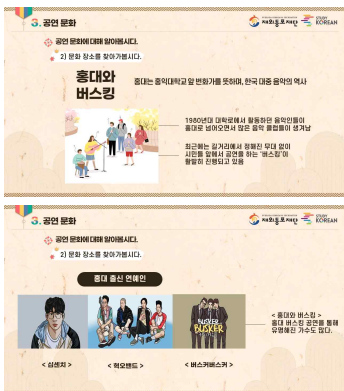 3. 공연 문화
재외동포재단
STUDY KOREAN
공연 문화에 대해 알아봅시다.
2) 문화 장소를 찾아가봅시다.
홍대와
버스킹
홍대는 홍익대학교 앞 번화가를 뜻하며, 한국 대중 음악의 역사
1980년대 대학로에서 활동하던 음악인들이
홍대로 넘어오면서 많은 음악 클럽들이 생겨남
최근에는 길거리에서 정해진 무대 없이
시민들 앞에서 공연을 하는 '버스킹'이
활발히 진행되고 있음
3. 공연 문화
재외동포재단
STUDY KOREAN
공연 문화에 대해 알아봅시다.
2) 문화 장소를 찾아가봅시다.
홍대 출신 연예인
BUSKER
BUSKER
< 십센치 >
< 혁오밴드 >
< 버스커버스커 >
< 홍대와 버스킹 >
홍대 버스킹 공연을 통해
유명해진 가수도 많다.